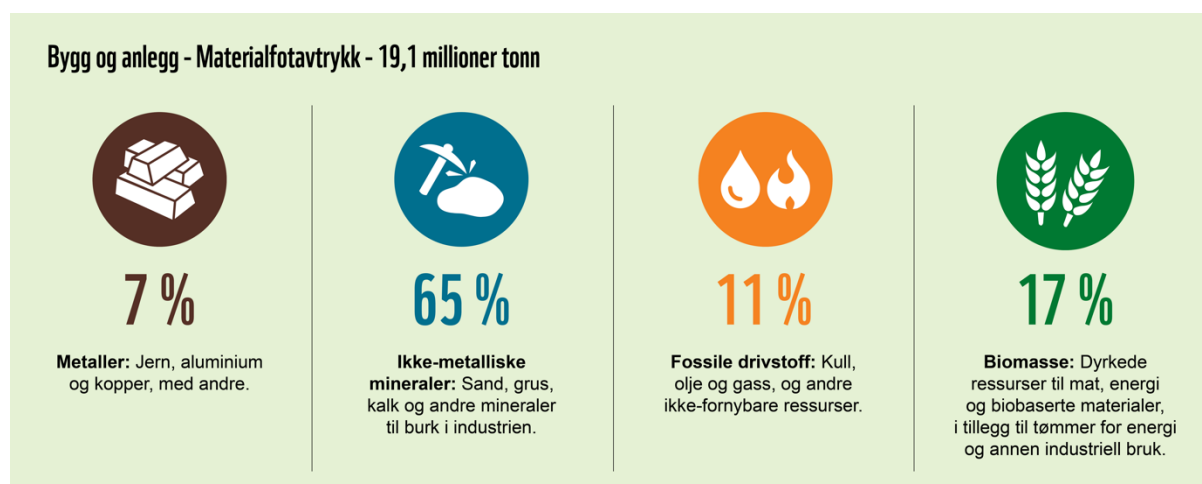 Bygg og anlegg - Materialfotavtrykk - 19,1 millioner tonn
7 %
Metaller: Jern, aluminium
og kopper, med andre.
65 %
Ikke-metalliske
mineraler: Sand, grus,
kalk og andre mineraler
til burk i industrien.
11 %
Fossile drivstoff: Kull,
olje og gass, og andre
ikke-fornybare ressurser.
17 %
Biomasse: Dyrkede
ressurser til mat, energi
og biobaserte materialer,
i tillegg til tømmer for energi
og annen industriell bruk.